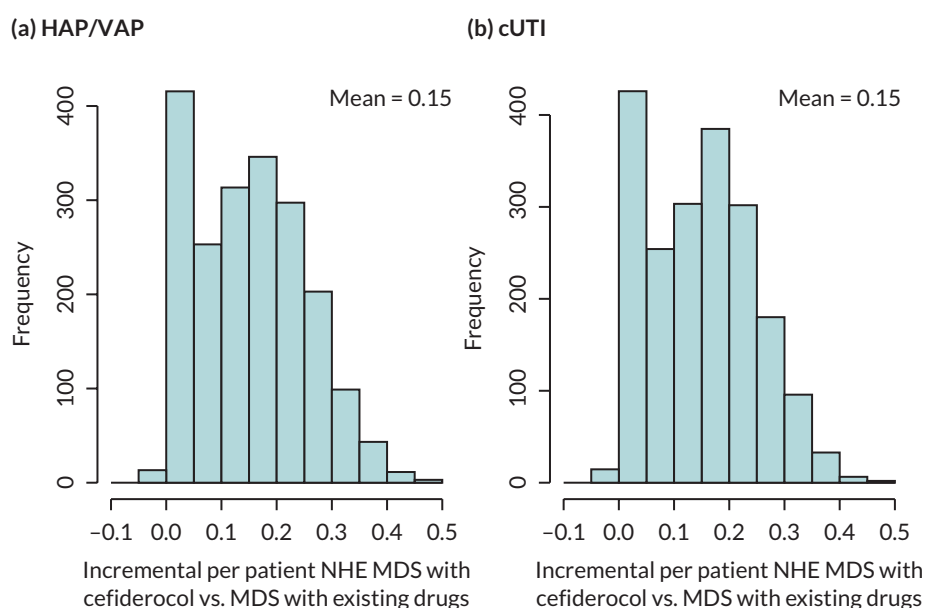 (a) HAP/VAP
Mean = 0.15
Frequency
400
300
200
100
0
–0.1 0.0 0.1 0.2 0.3 0.4 0.5
Incremental per patient NHE MDS with
cefiderocol vs. MDS with existing drugs
(b) cUTI
Mean = 0.15
Frequency
400
300
200
100
0
–0.1 0.0 0.1 0.2 0.3 0.4 0.5
Incremental per patient NHE MDS with
cefiderocol vs. MDS with existing drugs